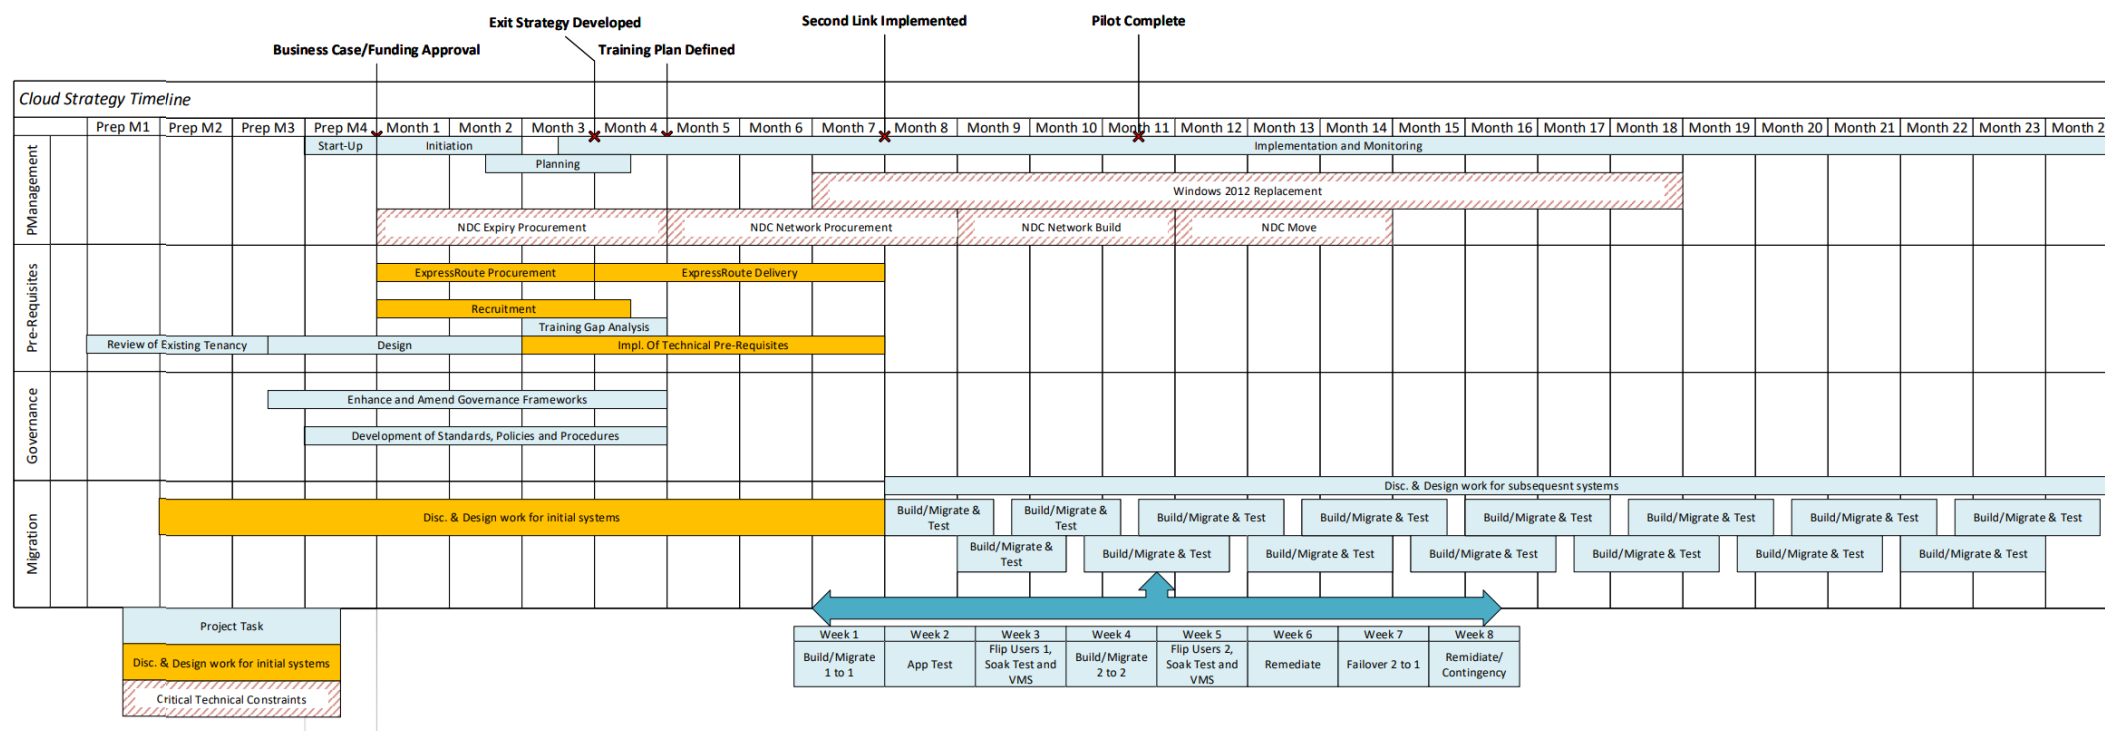 Exit Strategy Developed
Second Link Implemented
Pilot Complete
Business Case/Funding Approval
Training Plan Defined
Cloud Strategy Timeline
Prep M1 Prep M2 Prep M3 Prep M4 Month 1 Month 2 Month 3 Month 4 Month 5 Month 6 Month 7 Month 8 Month 9 Month 10 Month 11 Month 12 Month 13 Month 14 Month 15 Month 16 Month 17 Month 18 Month 19 Month 20 Month 21 Month 22 Month 23 Month 2
PManagement
Start-Up
Initiation
Implementation and Monitoring
Planning
Windows 2012 Replacement
NDC Expiry Procurement
NDC Network Procurement
NDC Network Build
NDC Move
Pre-Requisites
ExpressRoute Procurement
ExpressRoute Delivery
Recruitment
Training Gap Analysis
Review of Existing Tenancy
Design
Impl. Of Technical Pre-Requisites
Governance
Enhance and Amend Governance Frameworks
Development of Standards, Policies and Procedures
Migration
Disc. & Design work for subsequesnt systems
Disc. & Design work for initial systems
Build/Migrate &
Test
Build/Migrate &
Test
Build/Migrate & Test
Build/Migrate & Test
Build/Migrate & Test
Build/Migrate & Test
Build/Migrate & Test
Build/Migrate & Test
Build/Migrate &
Test
Build/Migrate & Test
Build/Migrate & Test
Build/Migrate & Test
Build/Migrate & Test
Build/Migrate & Test
Build/Migrate & Test
Project Task
Disc. & Design work for initial systems
Critical Technical Constraints
Week 1
Build/Migrate
1 to 1
Week 2
App Test
Week 3
Flip Users 1,
Soak Test and
VMS
Week 4
Build/Migrate
2 to 2
Week 5
Flip Users 2,
Soak Test and
VMS
Week 6
Remediate
Week 7
Failover 2 to 1
Week 8
Remidiate/
Contingency